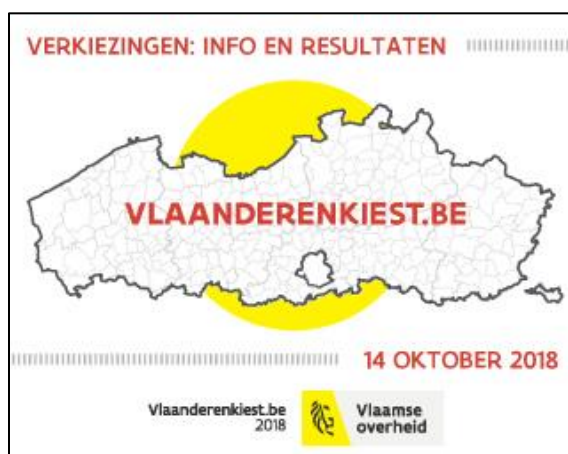 VERKIEZINGEN: INFO EN RESULTATEN
VLAANDERENKIEST.BE
14 OKTOBER 2018
Vlaanderenkiest.be
2018
Vlaamse
overheid